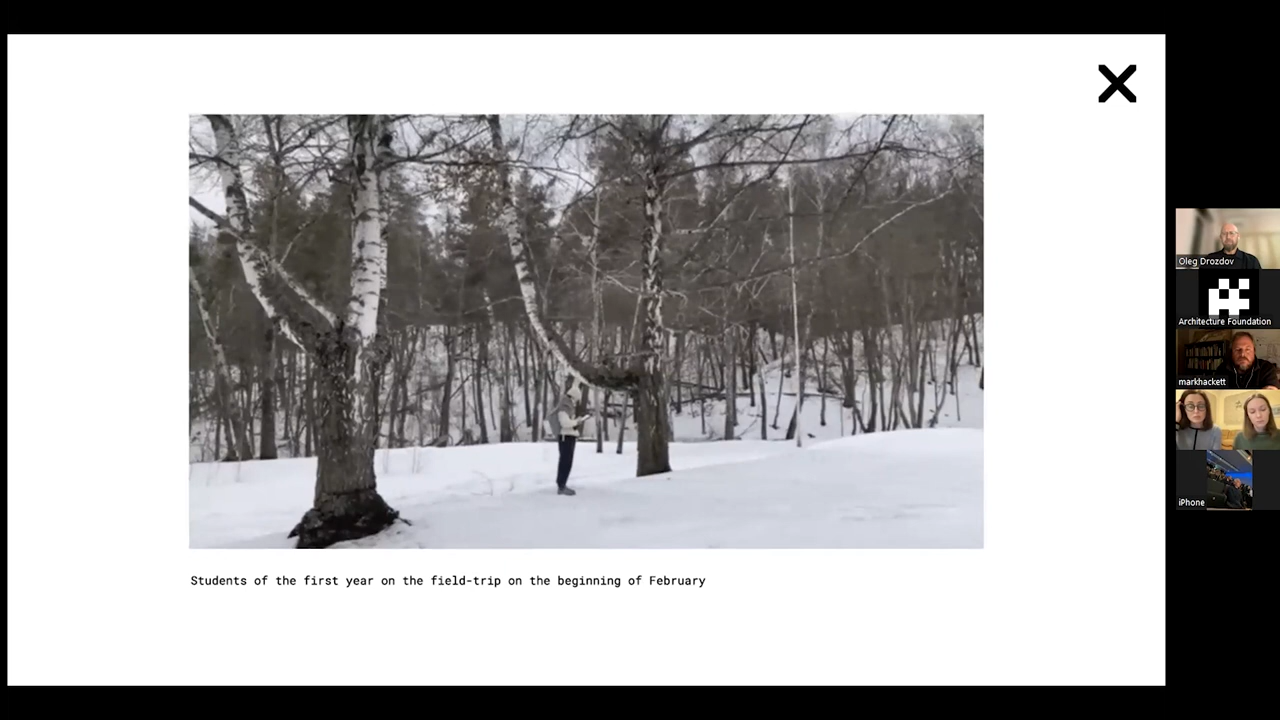 Students of the first year on the field-trip on the beginning of February
Oleg Drozdov
Architecture Foundation
markhackett
iPhone